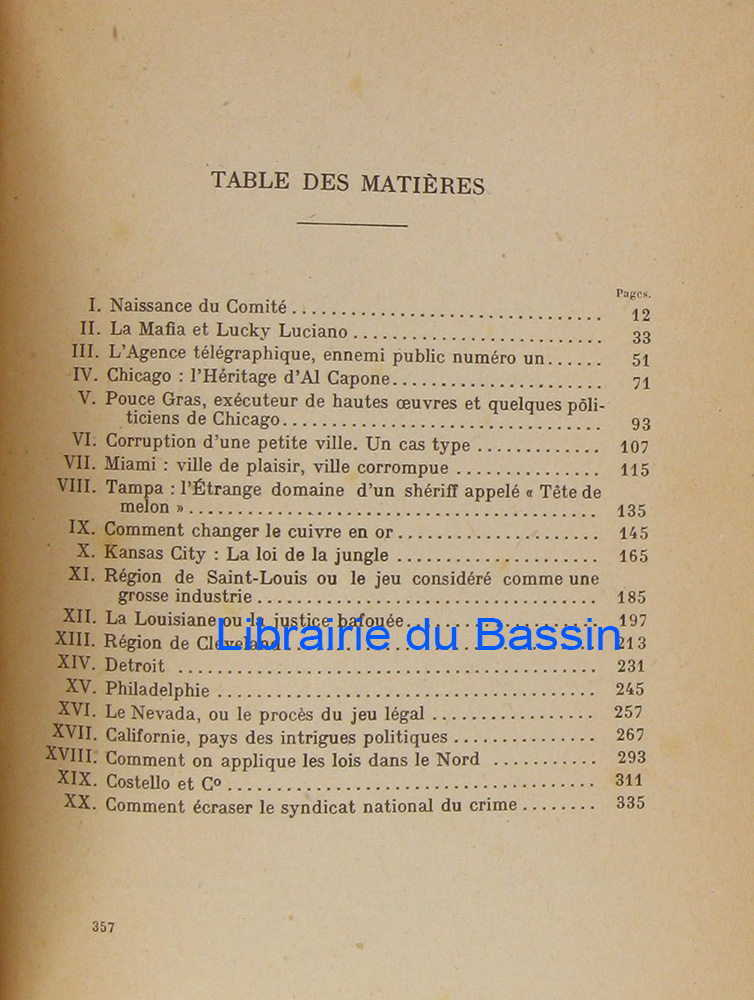 TABLE DES MATIÈRES
Pages.
I. Naissance du Comité ................................ 12
II. La Mafia et Lucky Luciano ......................... 33
III. L'Agence télégraphique, ennemi public numéro un...... 51
IV. Chicago : l'Héritage d'Al Capone..................... 71
V. Pouce Gras, exécuteur de hautes œuvres et quelques poli-
ticiens de Chicago................................ 93
VI. Corruption d'une petite ville. Un cas type ............. 107
VII. Miami : ville de plaisir, ville corrompue ............... 115
VIII. Tampa : l'Étrange domaine d'un shériff appelé « Tête de
melon »......................................... 135
IX. Comment changer le cuivre en or.................... 145
X. Kansas City : La loi de la jungle ..................... 165
XI. Région de Saint-Louis ou le jeu considéré comme une
grosse industrie.................................. 185
XII. La Louisiane ou la justice bafouée................... 197
XIII. Région de Cleveland ............................... 213
Librairie du Bassin
XIV. Detroit .......................................... 231
XV. Philadelphie ...................................... 245
XVI. Le Nevada, ou le procès du jeu légal ................. 257
XVII. Californie, pays des intrigues politiques ............... 267
XVIII. Comment on applique les lois dans le Nord ........... 293
XIX. Costello et Cº..................................... 311
XX. Comment écraser le syndicat national du crime ........ 335
357